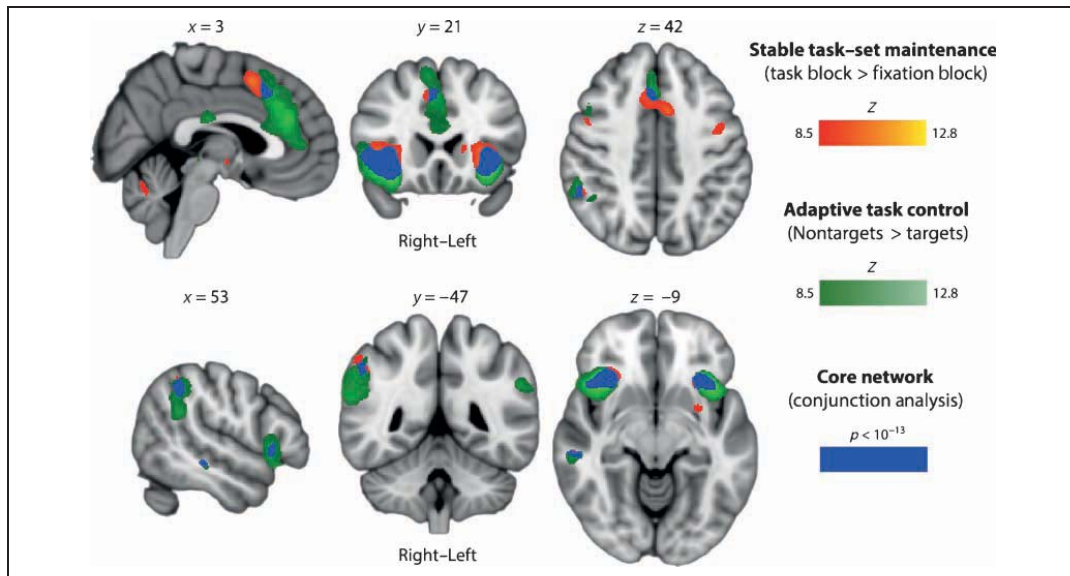 x = 3
y = 21
z = 42
Right–Left
x = 53
y = −47
z = −9
Right–Left
Stable task–set maintenance
(task block > fixation block)
Z
8.5 12.8
Adaptive task control
(Nontargets > targets)
Z
8.5 12.8
Core network
(conjunction analysis)
p < 10⁻¹³